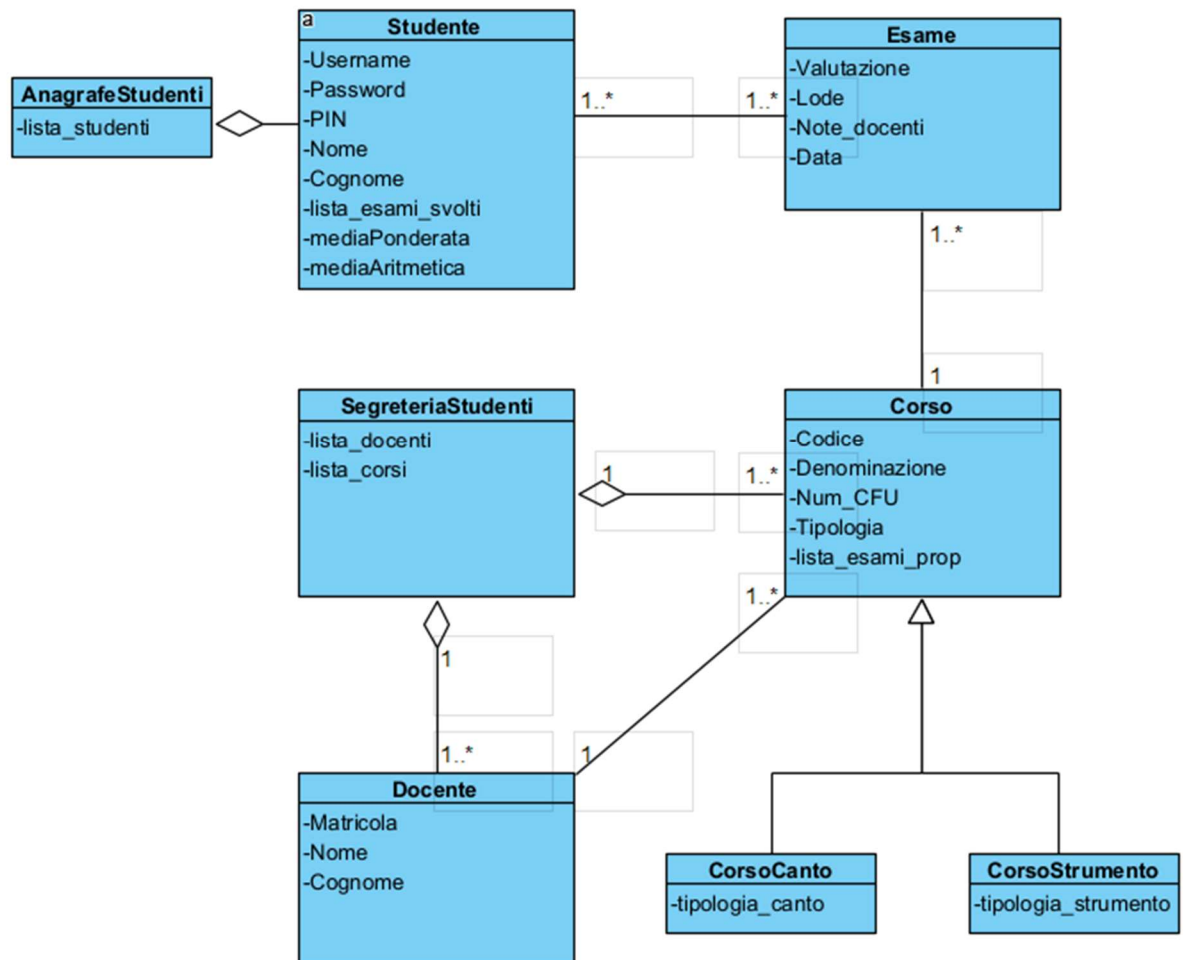 a
Studente
-Username
-Password
-PIN
-Nome
-Cognome
-lista_esami_svolti
-mediaPonderata
-mediaAritmetica
AnagrafeStudenti
-lista_studenti
1..*
1..*
Esame
-Valutazione
-Lode
-Note_docenti
-Data
1..*
1
SegreteriaStudenti
-lista_docenti
-lista_corsi
1
1..*
Corso
-Codice
-Denominazione
-Num_CFU
-Tipologia
-lista_esami_prop
1..*
1
1..*
1
Docente
-Matricola
-Nome
-Cognome
CorsoCanto
-tipologia_canto
CorsoStrumento
-tipologia_strumento